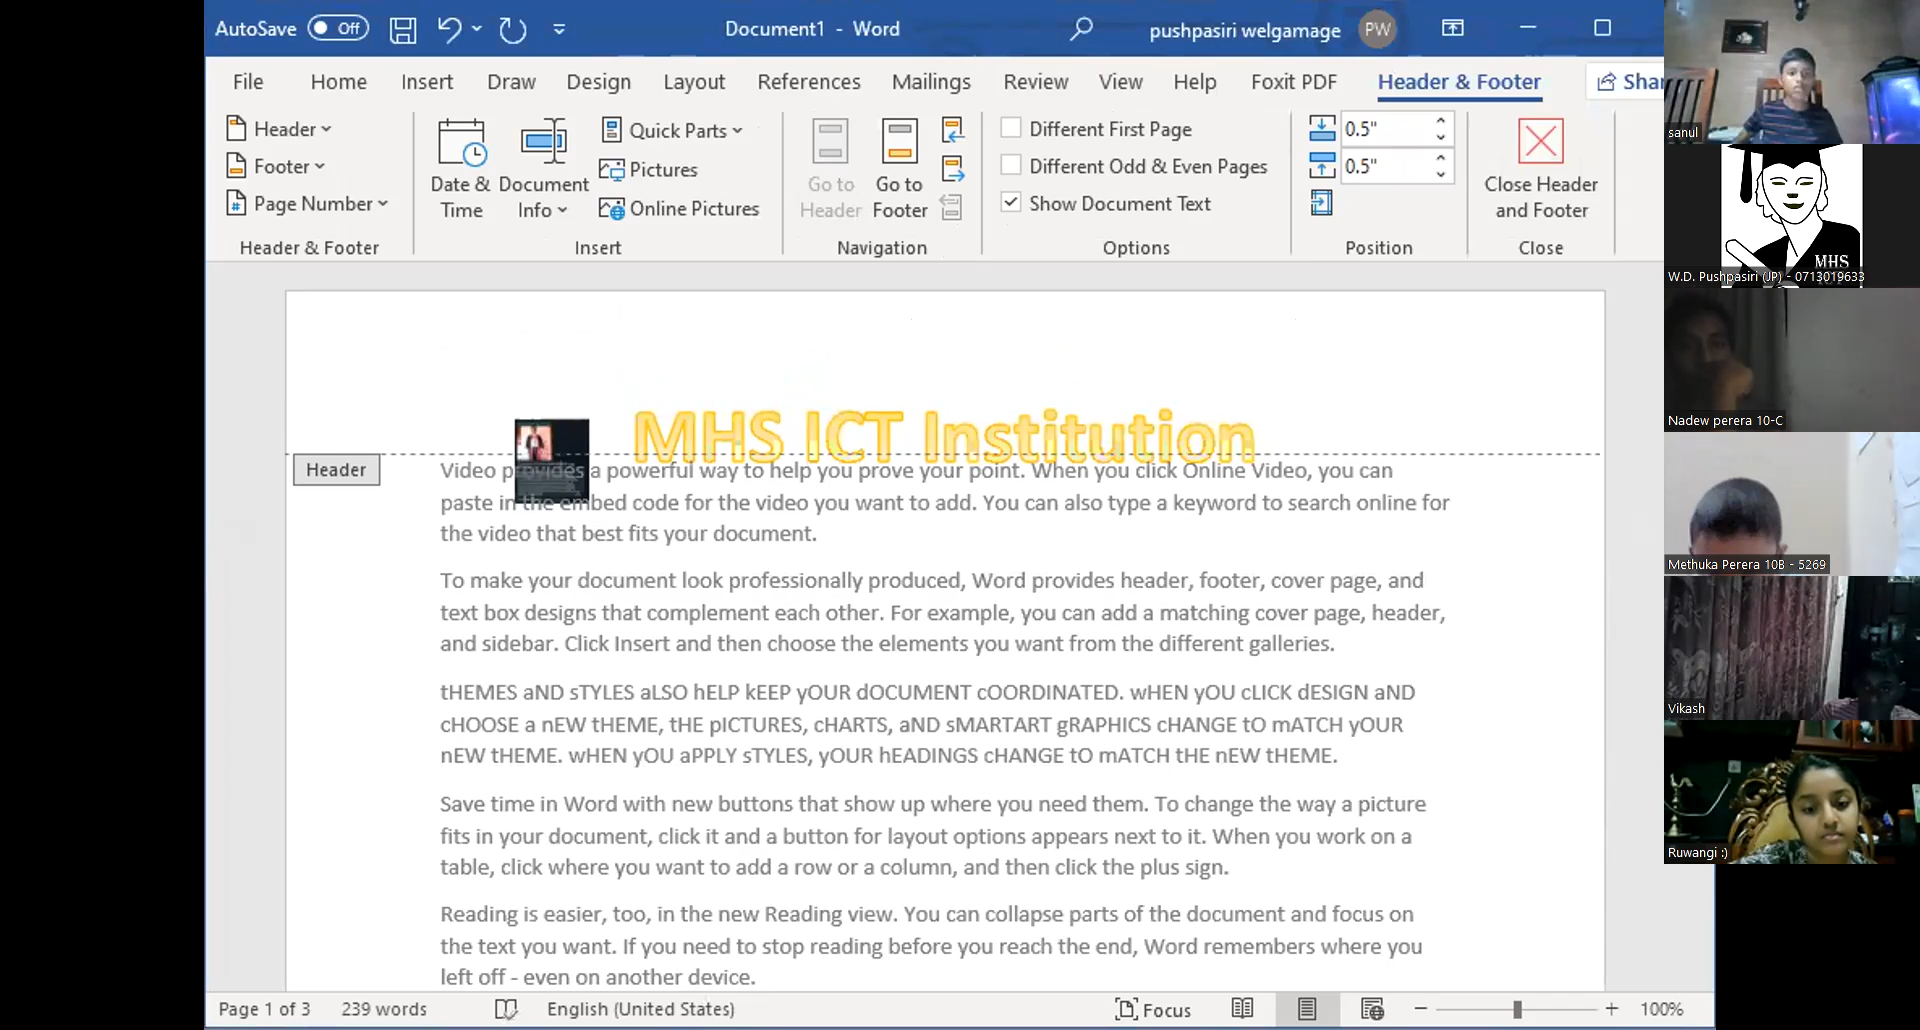 AutoSave Off Document1 - Word pushpasiri welgamage PW
File Home Insert Draw Design Layout References Mailings Review View Help Foxit PDF Header & Footer Shar
Header
Footer
Page Number
Header & Footer
Date & Time
Document Info
Quick Parts
Pictures
Online Pictures
Insert
Go to Header
Go to Footer
Navigation
Different First Page
Different Odd & Even Pages
Show Document Text
Options
0.5"
0.5"
Position
Close Header and Footer
Close
MHS ICT Institution
Header
Video provides a powerful way to help you prove your point. When you click Online Video, you can
paste in the embed code for the video you want to add. You can also type a keyword to search online for
the video that best fits your document.
To make your document look professionally produced, Word provides header, footer, cover page, and
text box designs that complement each other. For example, you can add a matching cover page, header,
and sidebar. Click Insert and then choose the elements you want from the different galleries.
tHEMES aND sTYLES aLSO hELP kEEP yOUR dOCUMENT cOORDINATED. wHEN yOU cLICK dESIGN aND
cHOOSE a nEW tHEME, tHE pICTURES, cHARTS, aND sMARTART gRAPHICS cHANGE tO mATCH yOUR
nEW tHEME. wHEN yOU aPPLY sTYLES, yOUR hEADINGS cHANGE tO mATCH tHE nEW tHEME.
Save time in Word with new buttons that show up where you need them. To change the way a picture
fits in your document, click it and a button for layout options appears next to it. When you work on a
table, click where you want to add a row or a column, and then click the plus sign.
Reading is easier, too, in the new Reading view. You can collapse parts of the document and focus on
the text you want. If you need to stop reading before you reach the end, Word remembers where you
left off - even on another device.
Page 1 of 3 239 words English (United States) Focus 100%
sanul
MHS
W.D. Pushpasiri (JP) - 0713019633
Nadew perera 10-C
Methuka Perera 10B - 5269
Vikash
Ruwangi :)